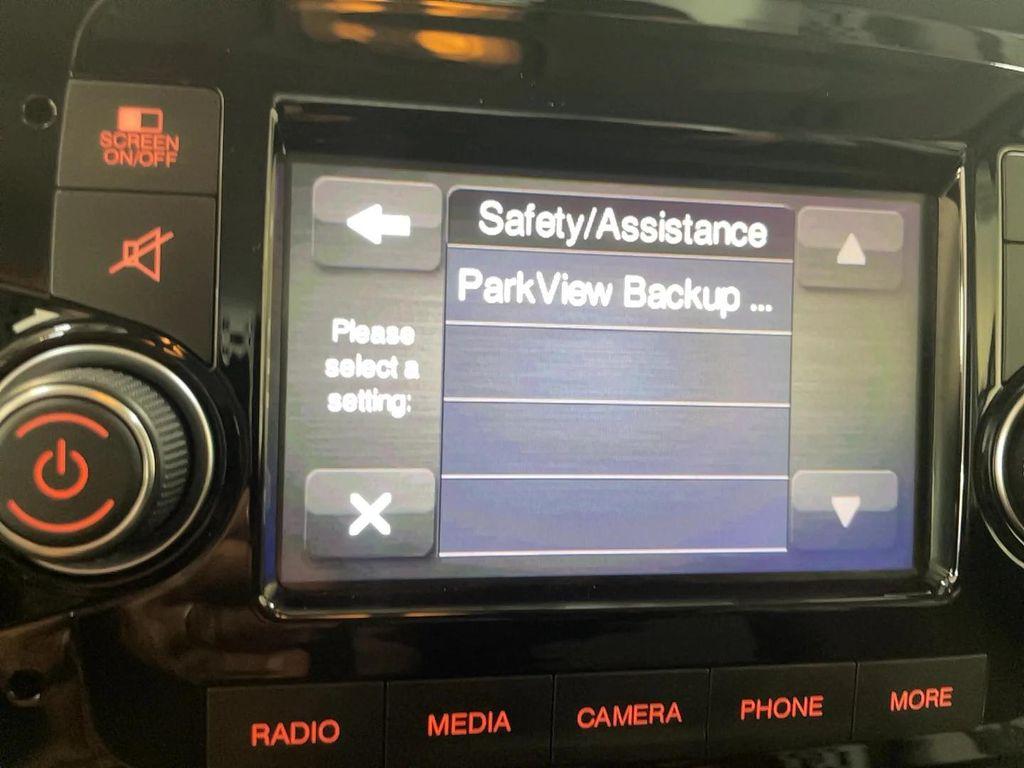 SCREEN
ON/OFF
Safety/Assistance
ParkView Backup ...
Please
select a
setting:
RADIO
MEDIA
CAMERA
PHONE
MORE